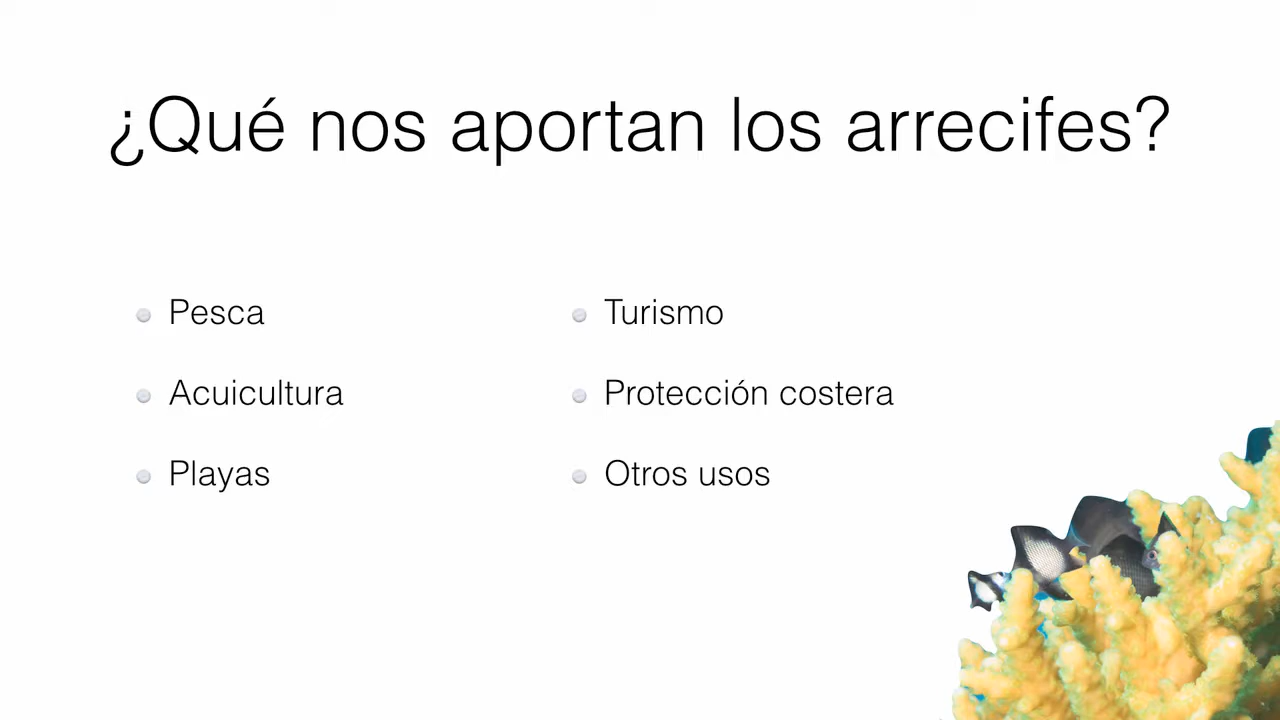 ¿Qué nos aportan los arrecifes?
Pesca
Acuicultura
Playas
Turismo
Protección costera
Otros usos